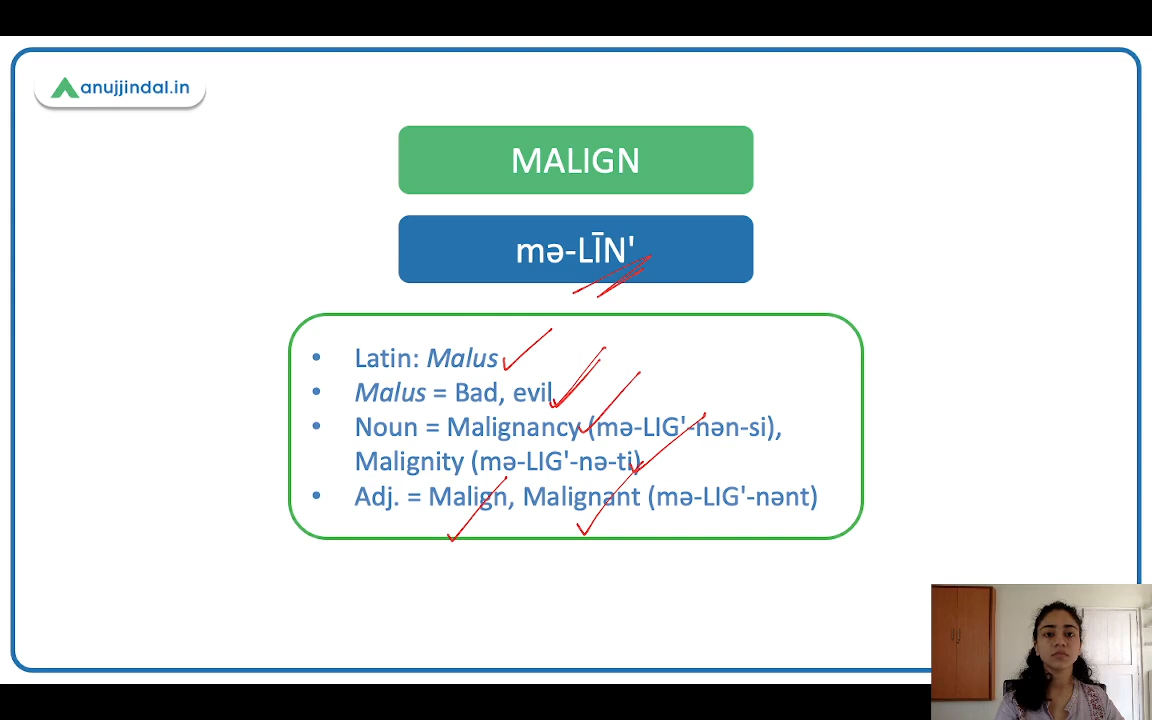 anujjindal.in
MALIGN
mə-LĪN'
• Latin: Malus
• Malus = Bad, evil
• Noun = Malignancy (mə-LIG'-nən-si),
Malignity (mə-LIG'-nə-ti)
• Adj. = Malign, Malignant (mə-LIG'-nənt)